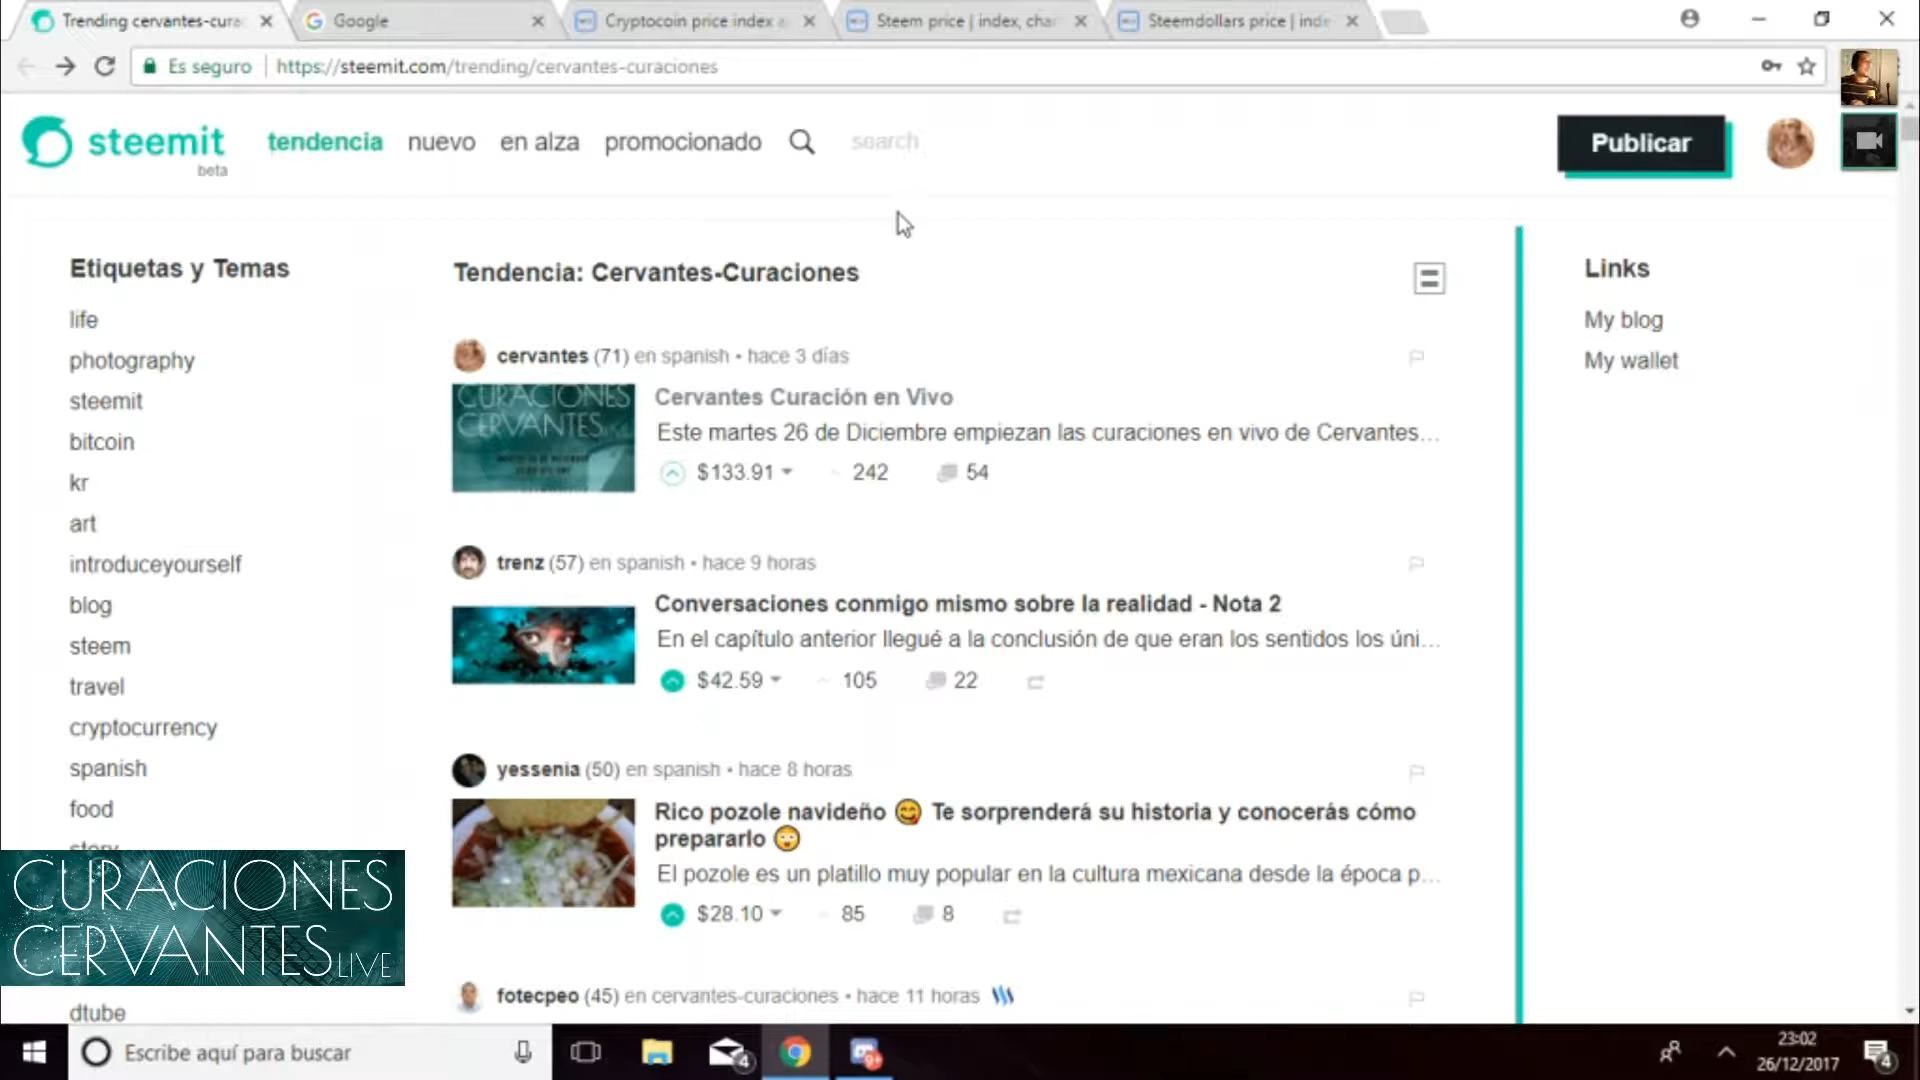 Trending cervantes-cura
Google
Cryptocoin price index a
Steem price | index, cha
Steemdollars price | inde
Es seguro
https://steemit.com/trending/cervantes-curaciones
steemit
beta
tendencia
nuevo
en alza
promocionado
search
Publicar
Etiquetas y Temas
life
photography
steemit
bitcoin
kr
art
introduceyourself
blog
steem
travel
cryptocurrency
spanish
food
story
dtube
Tendencia: Cervantes-Curaciones
cervantes (71) en spanish • hace 3 días
CURACIONES
CERVANTES
Cervantes Curación en Vivo
Este martes 26 de Diciembre empiezan las curaciones en vivo de Cervantes...
$133.91 242 54
trenz (57) en spanish • hace 9 horas
Conversaciones conmigo mismo sobre la realidad - Nota 2
En el capítulo anterior llegué a la conclusión de que eran los sentidos los úni...
$42.59 105 22
yessenia (50) en spanish • hace 8 horas
Rico pozole navideño 😋 Te sorprenderá su historia y conocerás cómo
prepararlo 😳
El pozole es un platillo muy popular en la cultura mexicana desde la época p...
$28.10 85 8
fotecpeo (45) en cervantes-curaciones • hace 11 horas
Links
My blog
My wallet
CURACIONES
CERVANTES LIVE
Escribe aquí para buscar
4
9+
23:02
26/12/2017
4